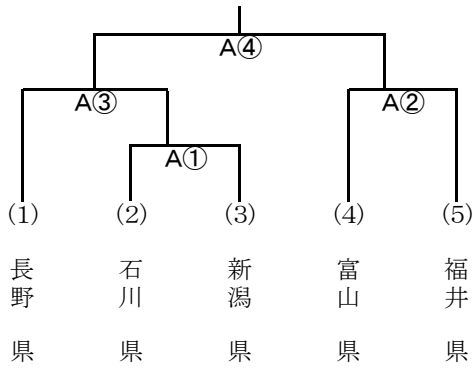 A④
A③
A②
A①
(1)
(2)
(3)
(4)
(5)
長野県
石川県
新潟県
富山県
福井県